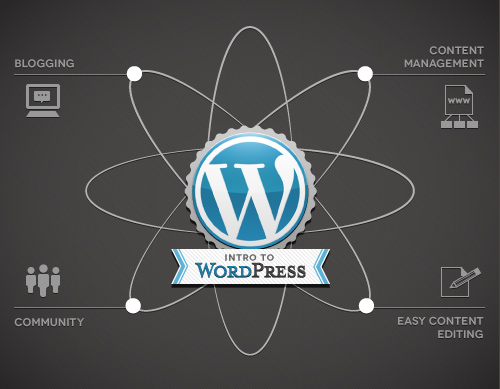 BLOGGING
CONTENT
MANAGEMENT
WWW
W
INTRO TO
WORDPRESS
COMMUNITY
EASY CONTENT
EDITING